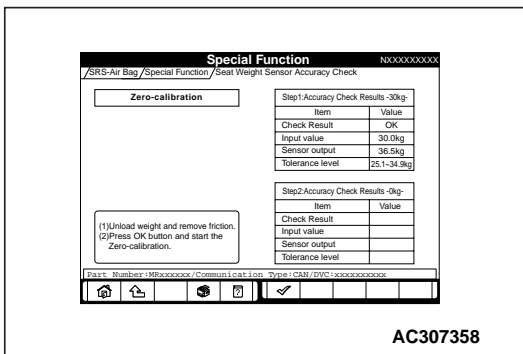 Special Function NXXXXXXXX
/SRS-Air Bag /Special Function /Seat Weight Sensor Accuracy Check
Zero-calibration
(1)Unload weight and remove friction.
(2)Press OK button and start the
Zero-calibration.
Step1:Accuracy Check Results -30kg-
Item Value
Check Result OK
Input value 30.0kg
Sensor output 36.5kg
Tolerance level 25.1~34.9kg
Step2:Accuracy Check Results -0kg-
Item Value
Check Result
Input value
Sensor output
Tolerance level
Part Number:MRxxxxxx/Communication Type:CAN/DVC:xxxxxxxxxx
?
AC307358